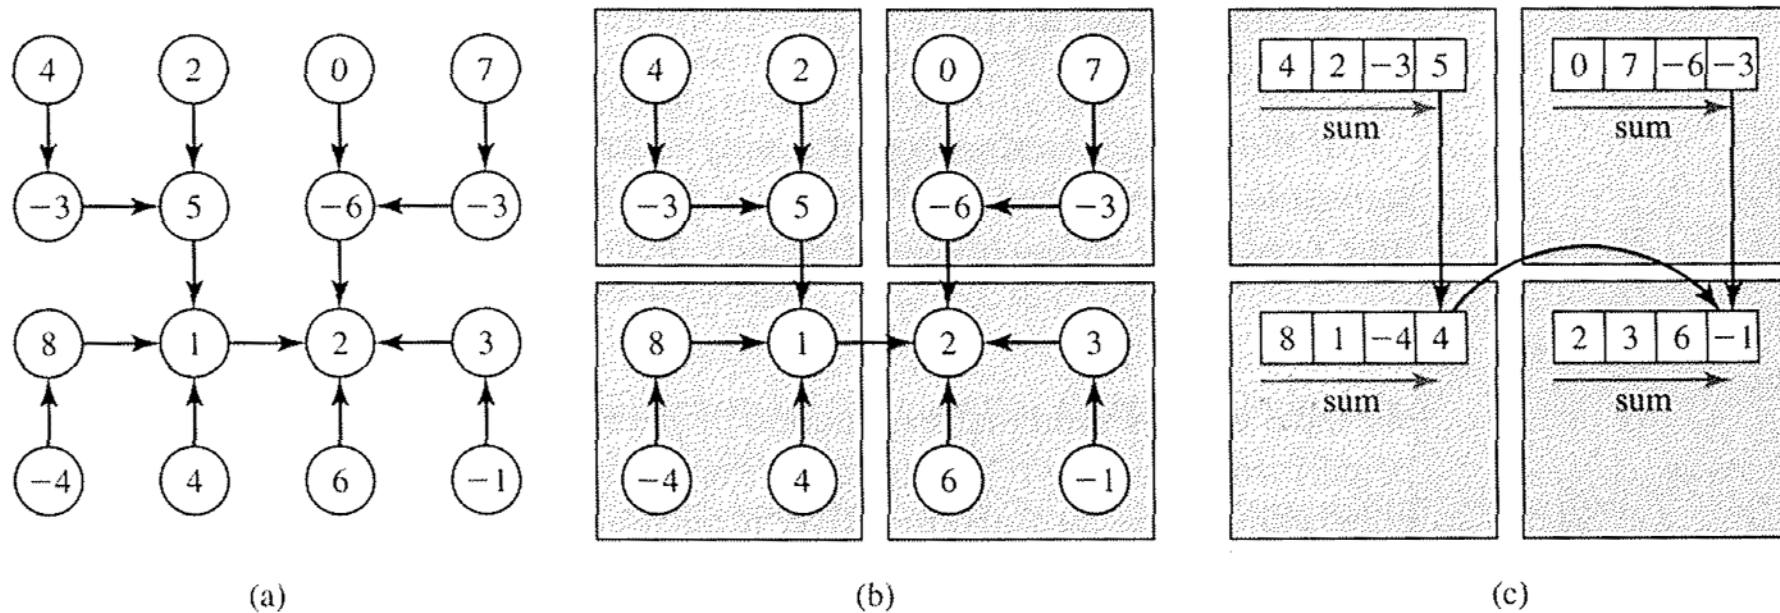 4 2 0 7 4 2 0 7 4 2 −3 5 0 7 −6 −3
sum sum
−3 5 −6 −3 −3 5 −6 −3
8 1 2 3 8 1 2 3 8 1 −4 4 2 3 6 −1
sum sum
−4 4 6 −1 −4 4 6 −1
(a) (b) (c)